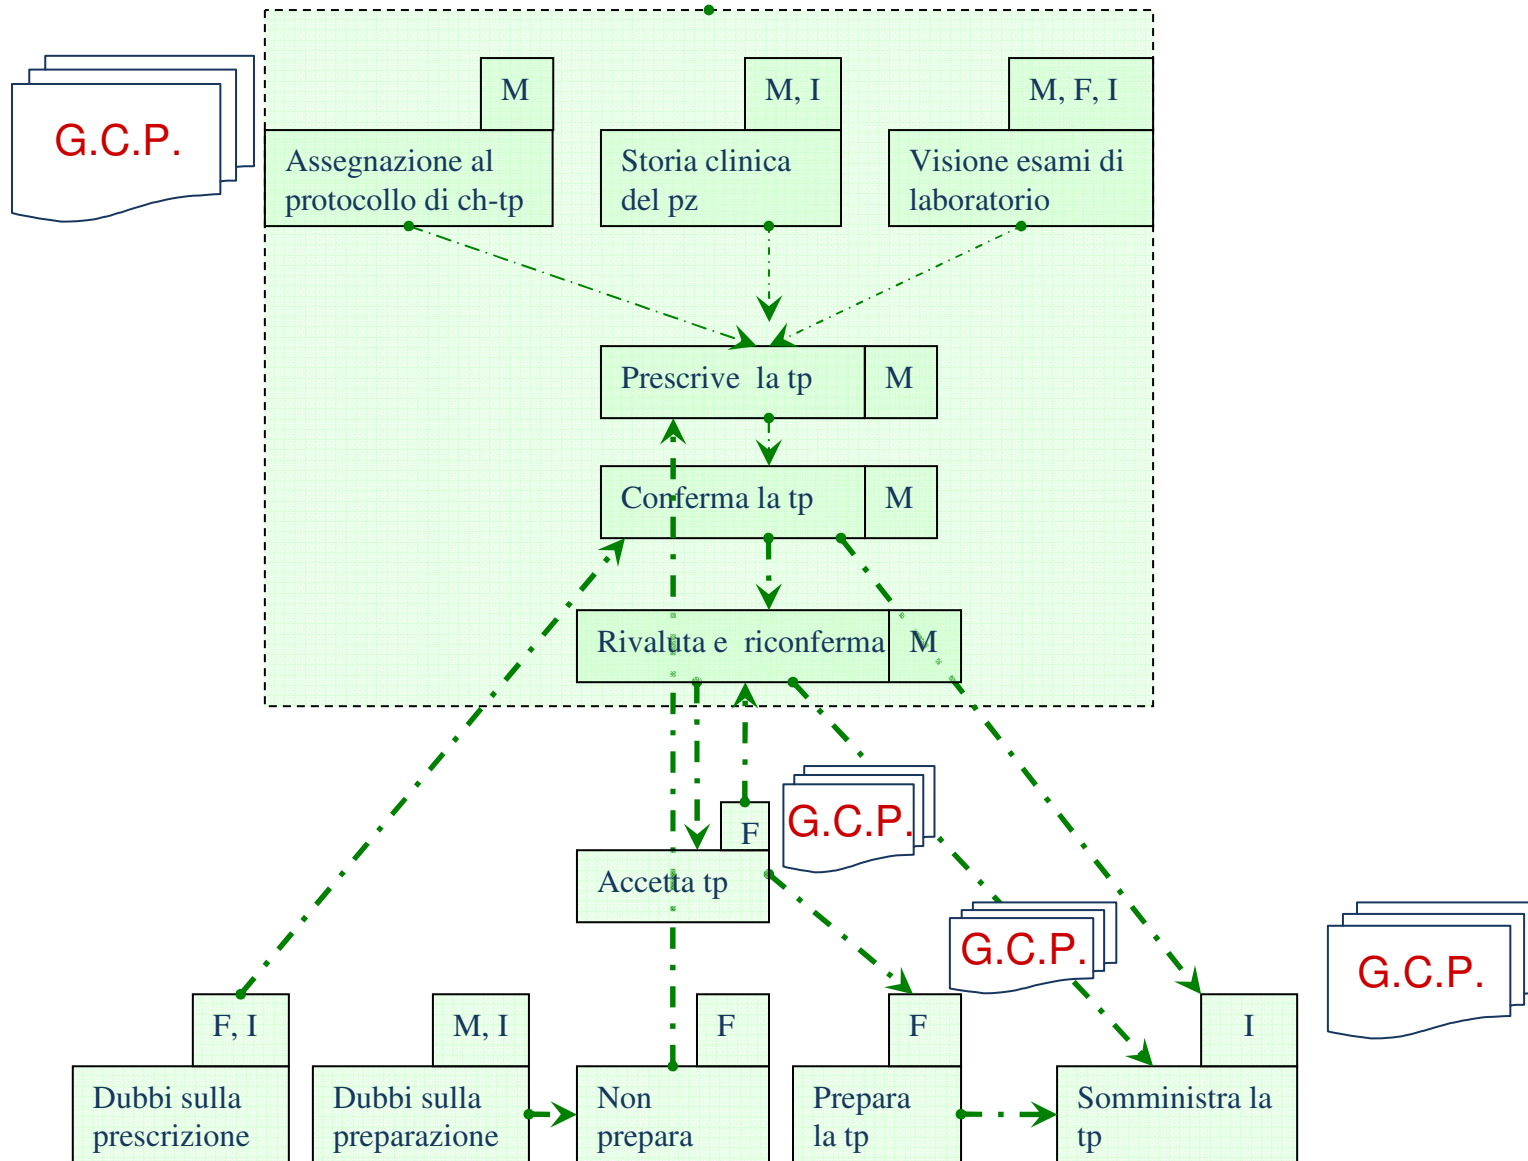 M
M, I
M, F, I
G.C.P.
Assegnazione al
protocollo di ch-tp
Storia clinica
del pz
Visione esami di
laboratorio
Prescrive la tp
M
Conferma la tp
M
Rivaluta e riconferma
M
F
G.C.P.
Accetta tp
G.C.P.
G.C.P.
F, I
M, I
F
F
I
Dubbi sulla
prescrizione
Dubbi sulla
preparazione
Non
prepara
Prepara
la tp
Somministra la
tp